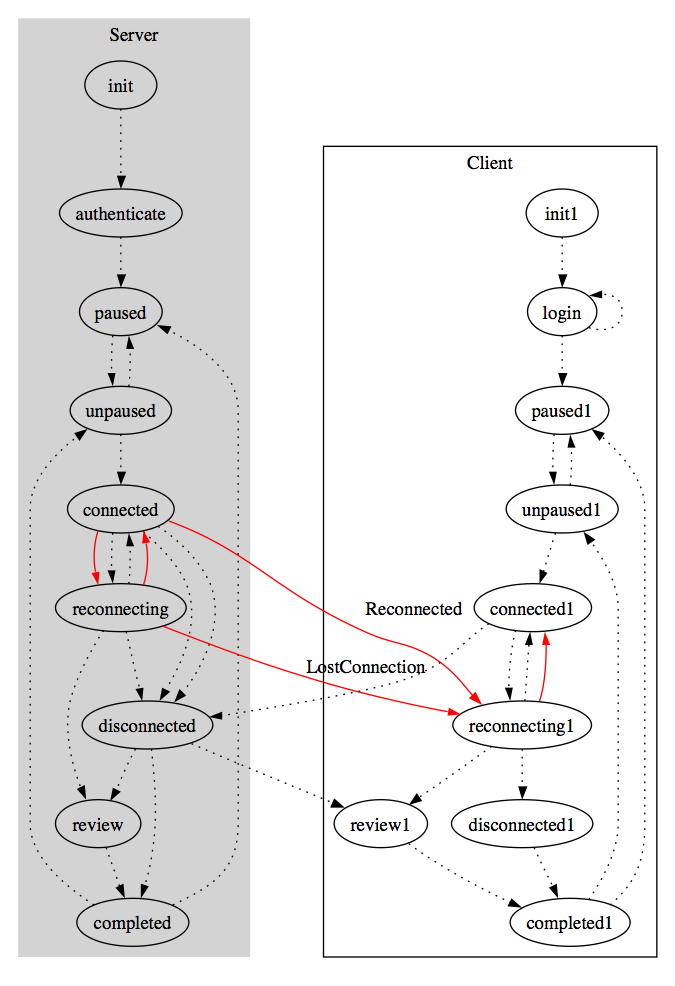 Server
init
authenticate
paused
unpaused
connected
reconnecting
disconnected
review
completed
Reconnected
LostConnection
Client
init1
login
paused1
unpaused1
connected1
reconnecting1
review1
disconnected1
completed1